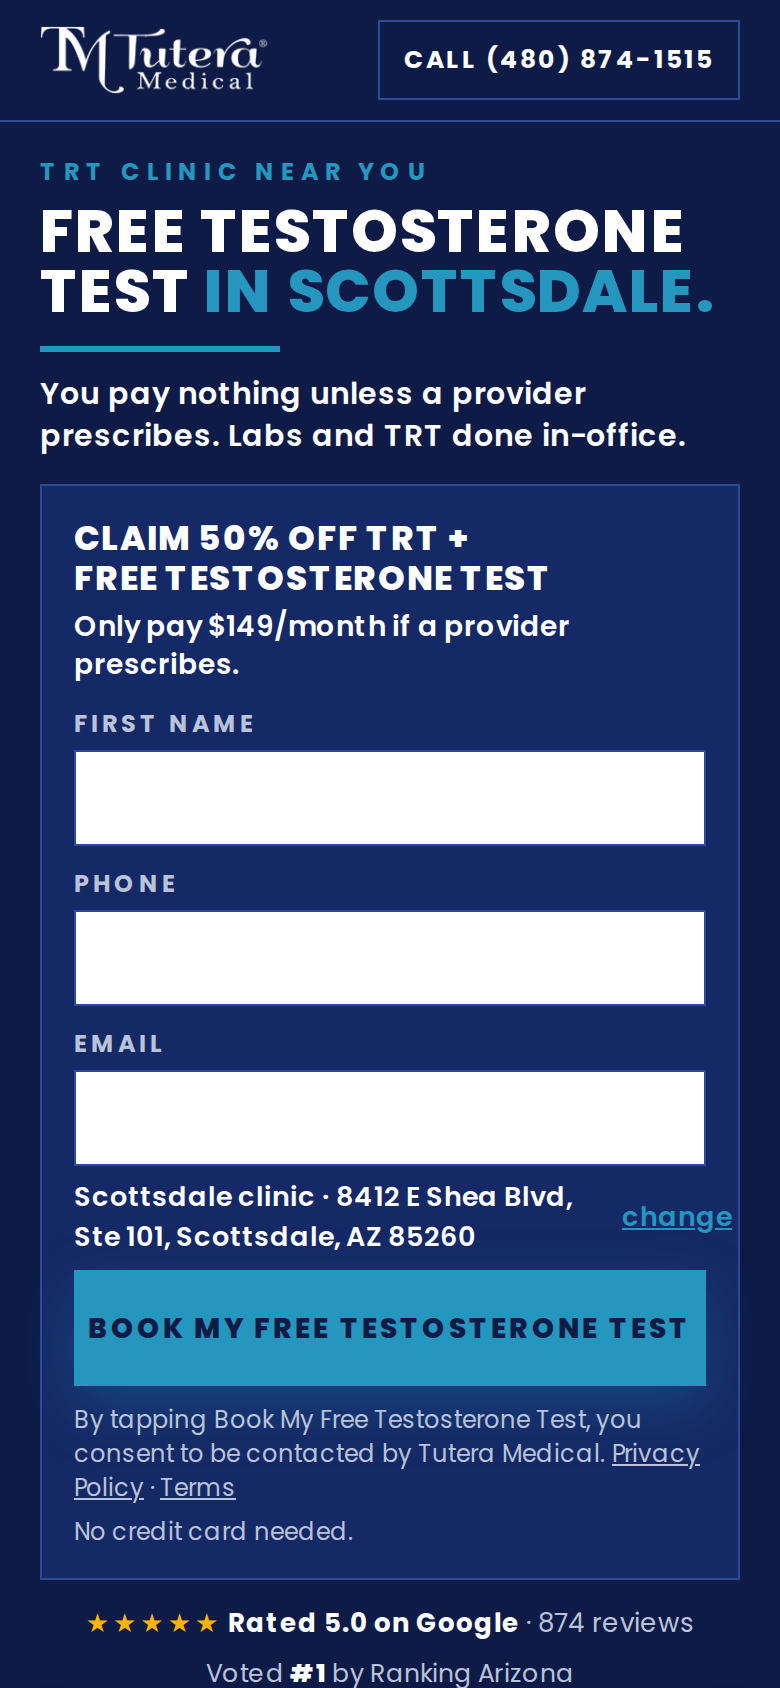 TM Tutera®
Medical
CALL (480) 874-1515
TRT CLINIC NEAR YOU
FREE TESTOSTERONE
TEST IN SCOTTSDALE.
You pay nothing unless a provider
prescribes. Labs and TRT done in-office.
CLAIM 50% OFF TRT +
FREE TESTOSTERONE TEST
Only pay $149/month if a provider
prescribes.
FIRST NAME
PHONE
EMAIL
Scottsdale clinic · 8412 E Shea Blvd,
Ste 101, Scottsdale, AZ 85260
change
BOOK MY FREE TESTOSTERONE TEST
By tapping Book My Free Testosterone Test, you
consent to be contacted by Tutera Medical. Privacy
Policy · Terms
No credit card needed.
★★★★★ Rated 5.0 on Google · 874 reviews
Voted #1 by Ranking Arizona